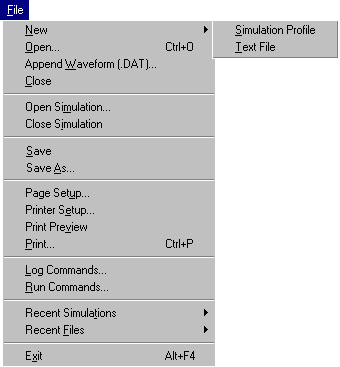 File
New Simulation Profile
Open... Ctrl+O Text File
Append Waveform (.DAT)...
Close
Open Simulation...
Close Simulation
Save
Save As...
Page Setup...
Printer Setup...
Print Preview
Print... Ctrl+P
Log Commands...
Run Commands...
Recent Simulations
Recent Files
Exit Alt+F4